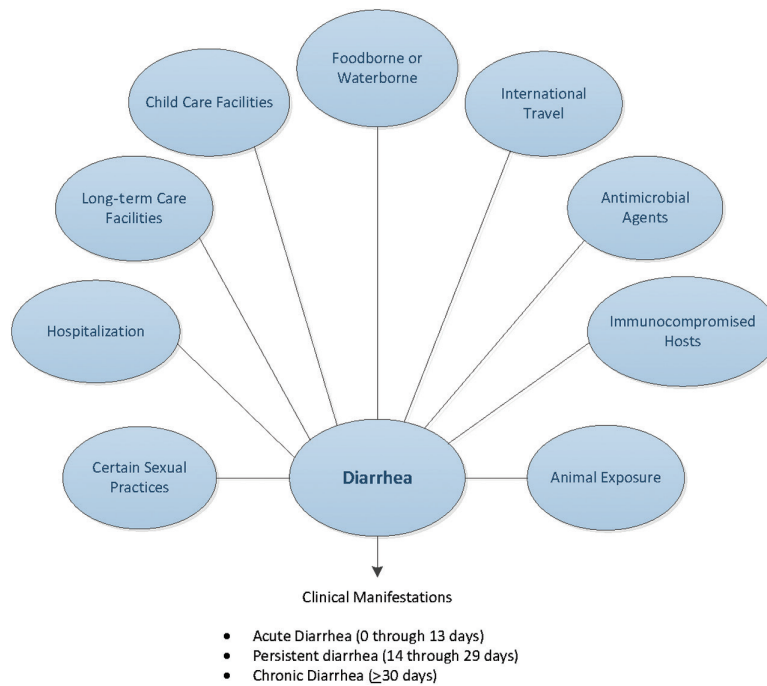 Foodborne or
Waterborne
Child Care Facilities
International
Travel
Long-term Care
Facilities
Antimicrobial
Agents
Hospitalization
Immunocompromised
Hosts
Certain Sexual
Practices
Diarrhea
Animal Exposure
Clinical Manifestations
• Acute Diarrhea (0 through 13 days)
• Persistent diarrhea (14 through 29 days)
• Chronic Diarrhea (≥30 days)